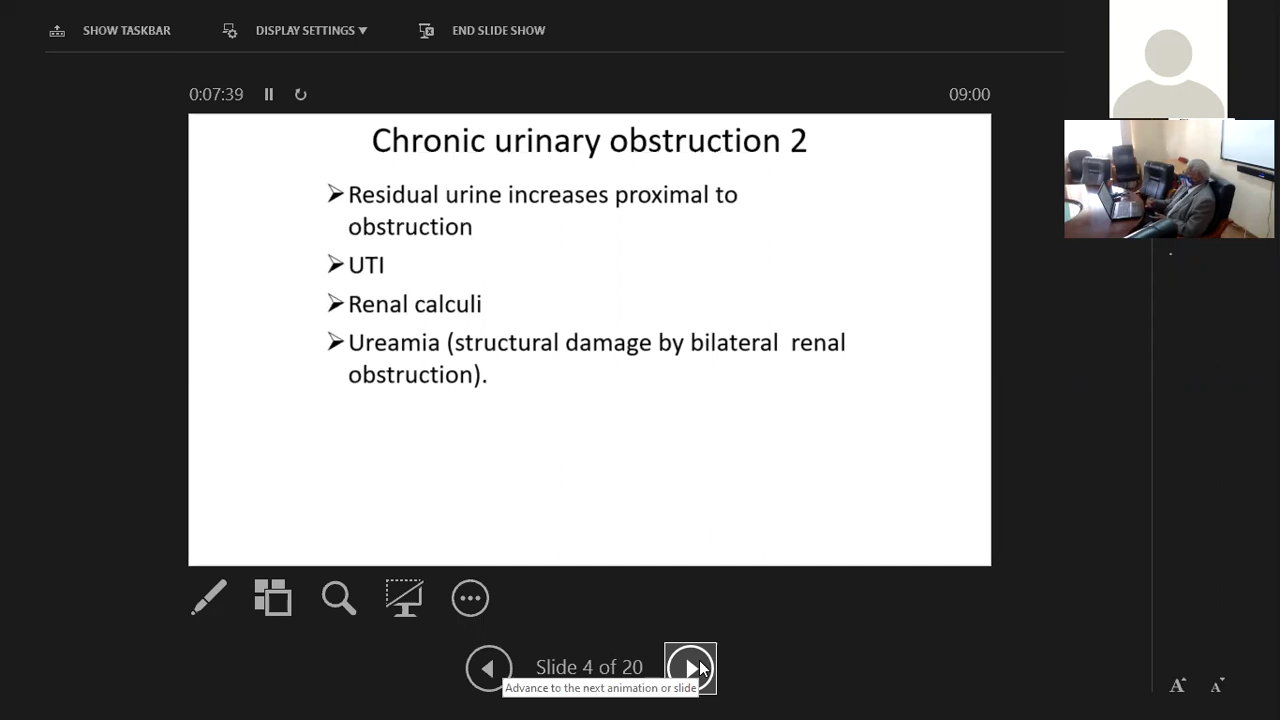 SHOW TASKBAR
DISPLAY SETTINGS ▼
END SLIDE SHOW
0:07:39
09:00
Chronic urinary obstruction 2
➢Residual urine increases proximal to
obstruction
➢UTI
➢Renal calculi
➢Ureamia (structural damage by bilateral renal
obstruction).
Slide 4 of 20
Advance to the next animation or slide
A A